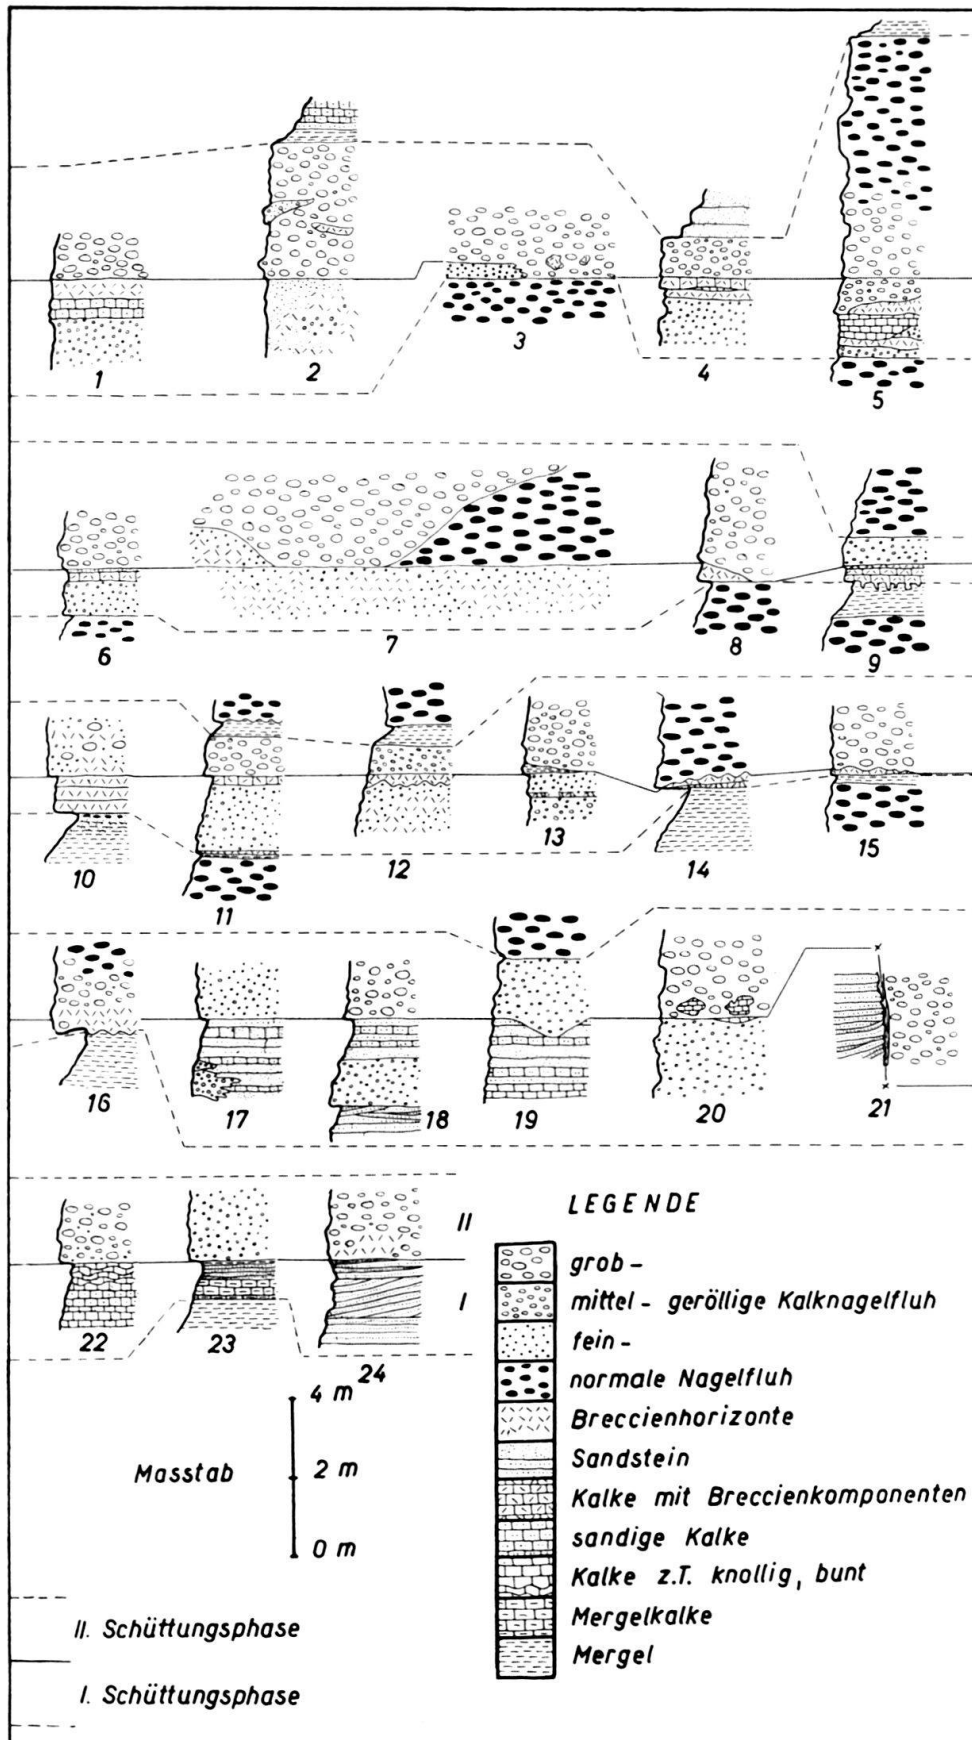 1
2
3
4
5
6
7
8
9
10
11
12
13
14
15
16
17
18
19
20
21
22
23
24
II
I
LEGENDE
grob -
mittel - geröllige Kalknagelfluh
fein -
normale Nagelfluh
Breccienhorizonte
Sandstein
Kalke mit Breccienkomponenten
sandige Kalke
Kalke z.T. knollig, bunt
Mergelkalke
Mergel
Masstab
4 m
2 m
0 m
II. Schüttungsphase
I. Schüttungsphase